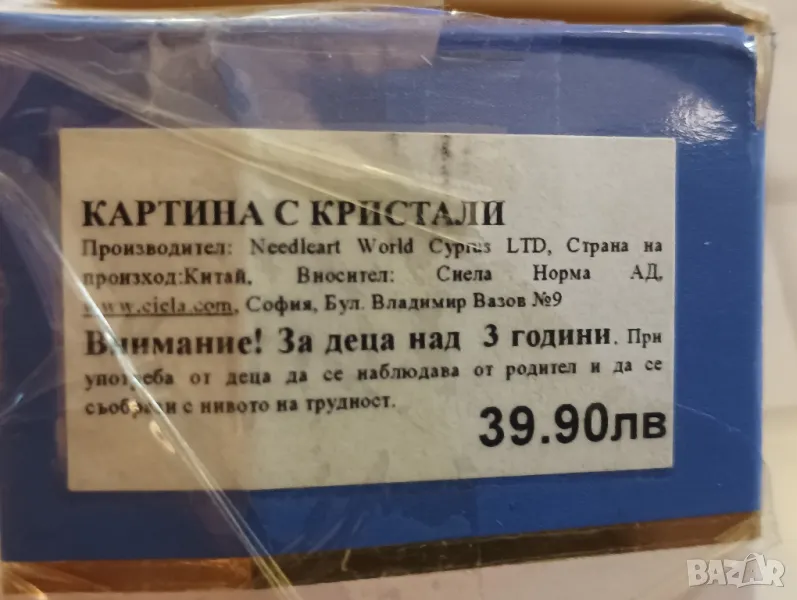 КАРТИНА С КРИСТАЛИ
Производител: Needleart World Cyprus LTD, Страна на
произход:Китай, Вносител: Сиела Норма АД,
www.ciela.com, София, Бул. Владимир Вазов №9
Внимание! За деца над 3 години. При
употреба от деца да се наблюдава от родител и да се
съобрази с нивото на трудност.
39.90лв
BAZAR